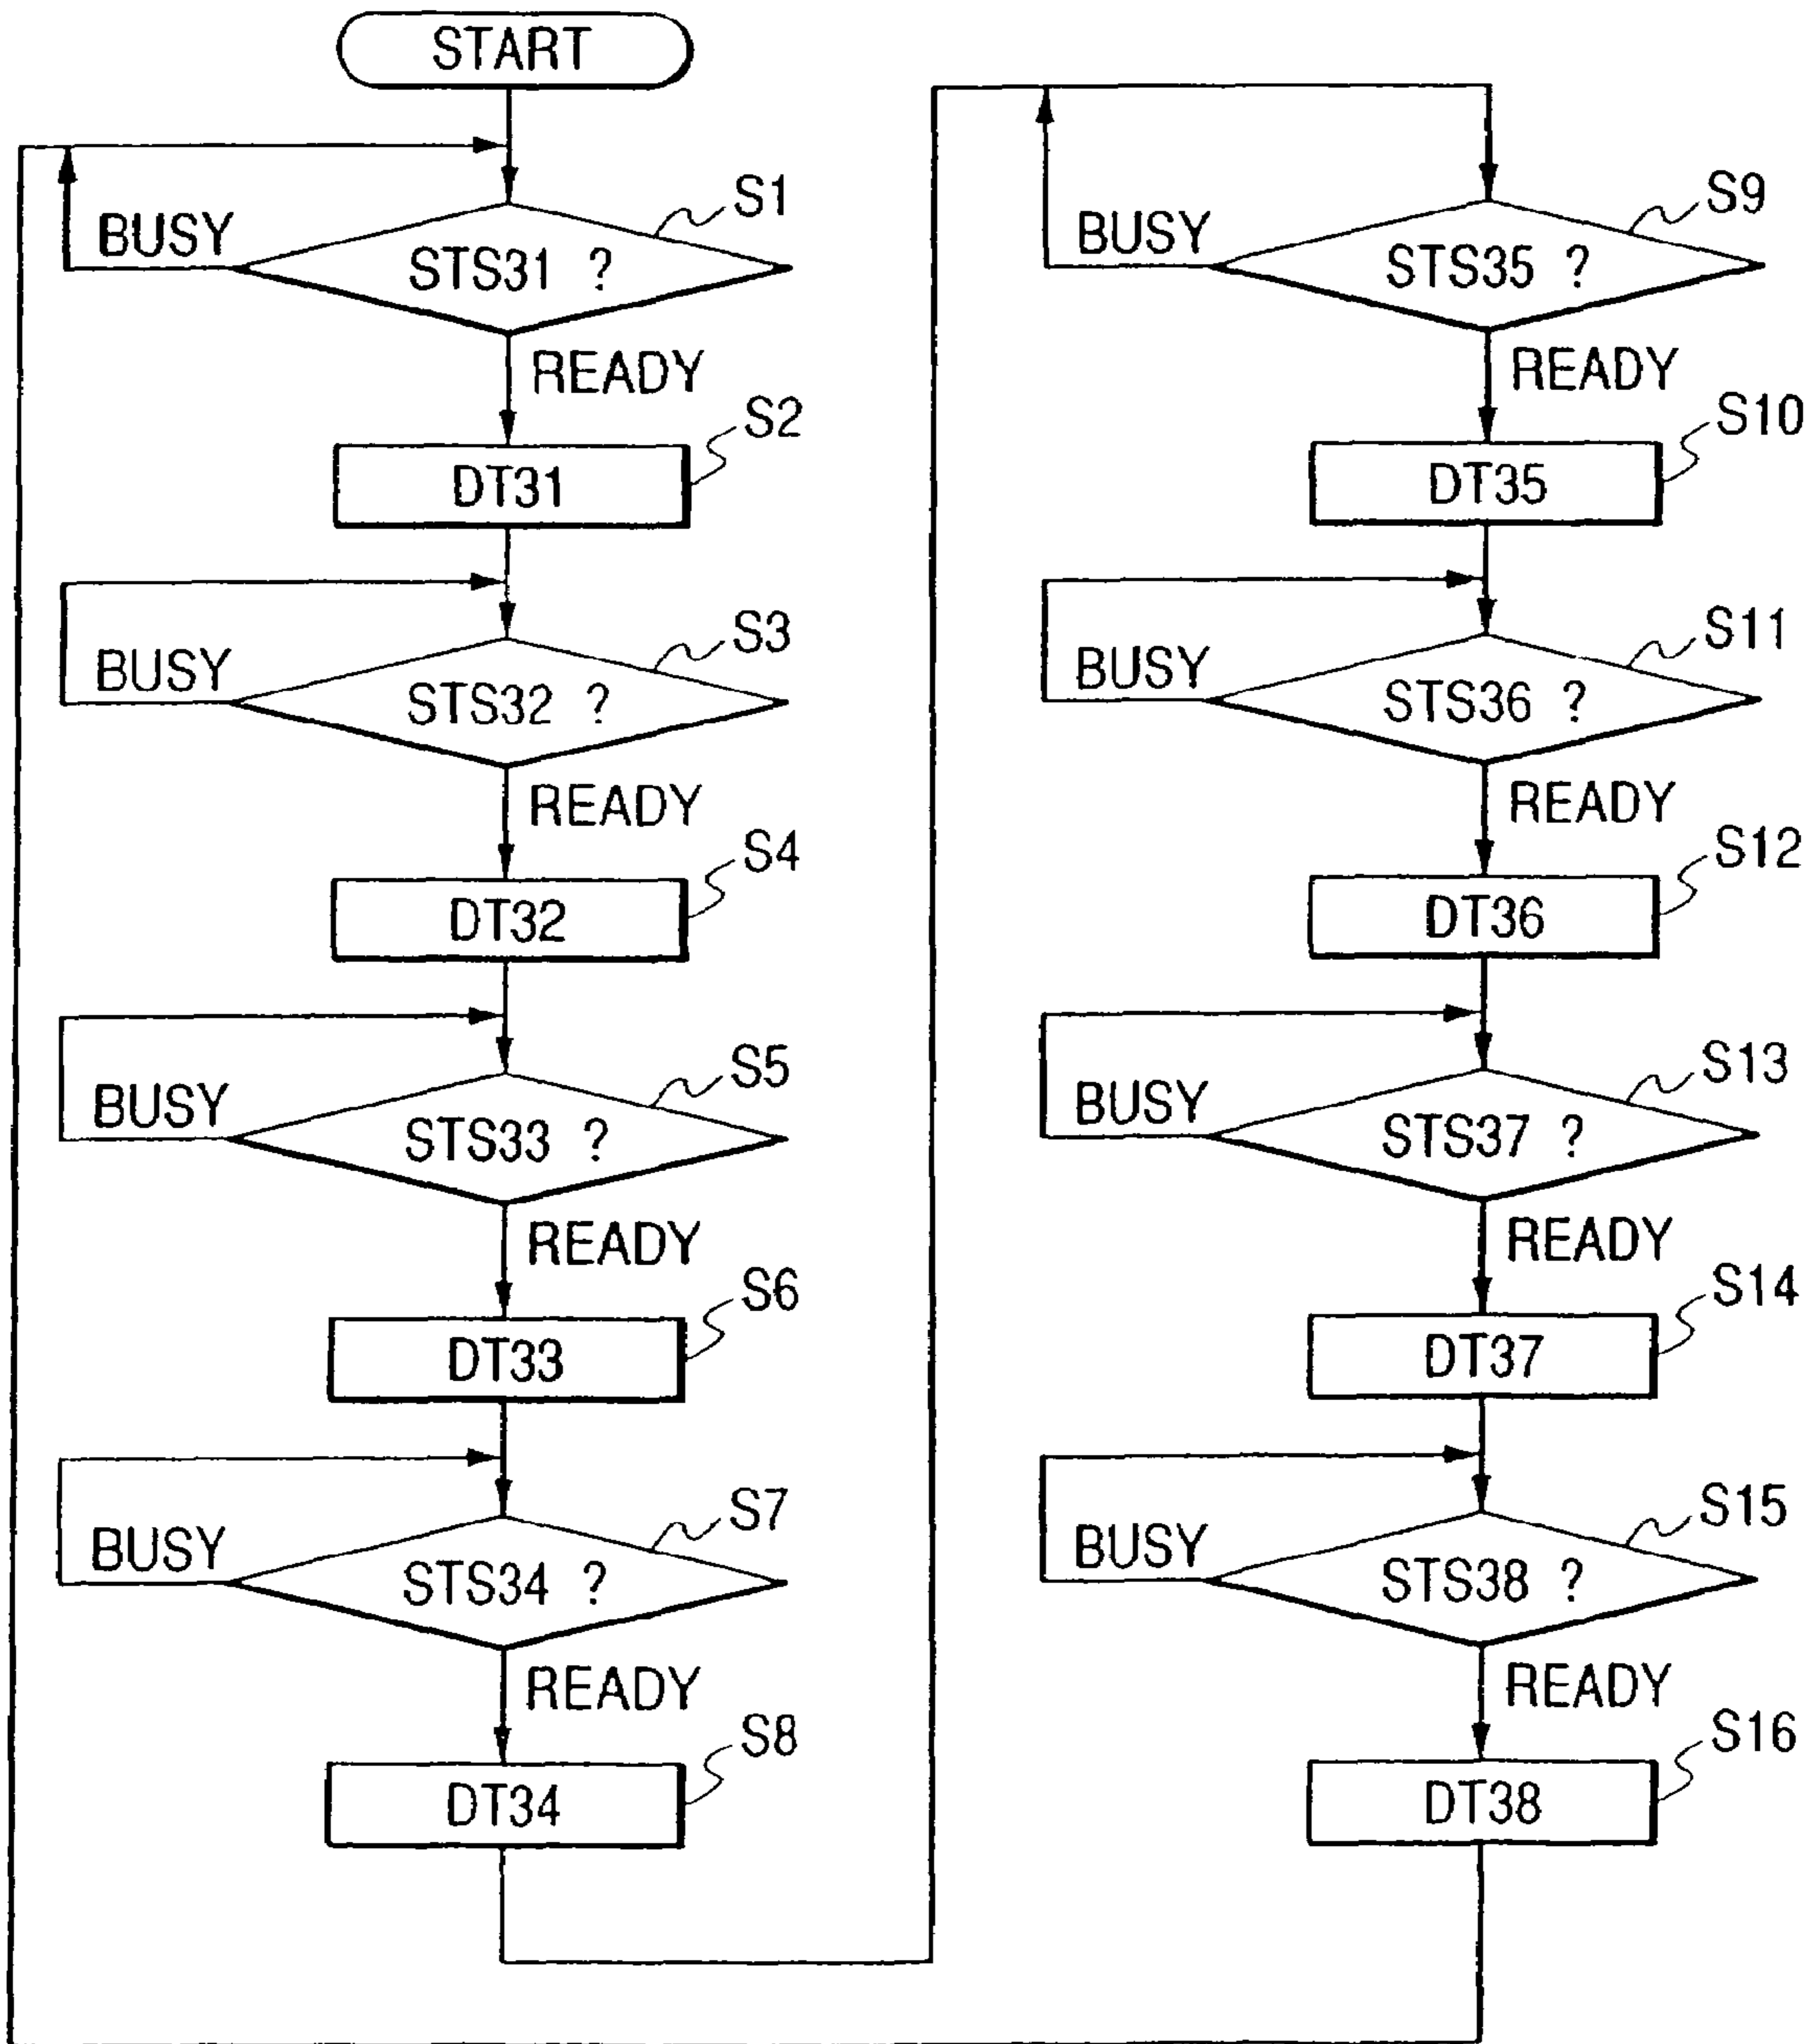 START
S1
BUSY
STS31 ?
READY
S2
DT31
S3
BUSY
STS32 ?
READY
S4
DT32
S5
BUSY
STS33 ?
READY
S6
DT33
S7
BUSY
STS34 ?
READY
S8
DT34
S9
BUSY
STS35 ?
READY
S10
DT35
S11
BUSY
STS36 ?
READY
S12
DT36
S13
BUSY
STS37 ?
READY
S14
DT37
S15
BUSY
STS38 ?
READY
S16
DT38